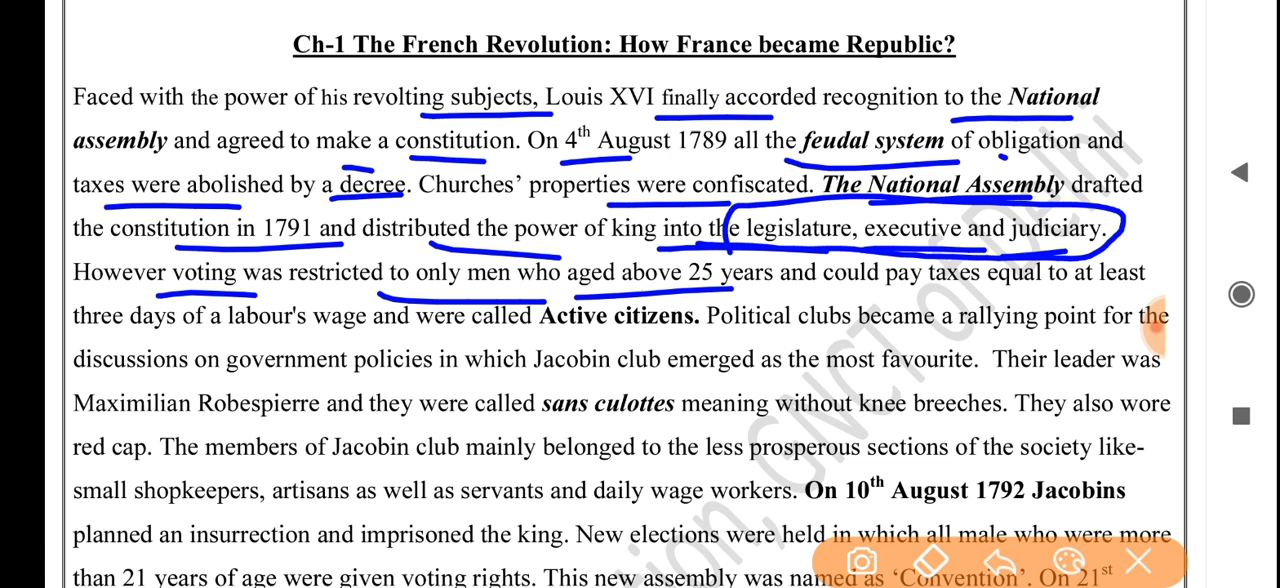 Ch-1 The French Revolution: How France became Republic?
Faced with the power of his revolting subjects, Louis XVI finally accorded recognition to the National
assembly and agreed to make a constitution. On 4th August 1789 all the feudal system of obligation and
taxes were abolished by a decree. Churches' properties were confiscated. The National Assembly drafted
the constitution in 1791 and distributed the power of king into the legislature, executive and judiciary.
However voting was restricted to only men who aged above 25 years and could pay taxes equal to at least
three days of a labour's wage and were called Active citizens. Political clubs became a rallying point for the
discussions on government policies in which Jacobin club emerged as the most favourite. Their leader was
Maximilian Robespierre and they were called sans culottes meaning without knee breeches. They also wore
red cap. The members of Jacobin club mainly belonged to the less prosperous sections of the society like-
small shopkeepers, artisans as well as servants and daily wage workers. On 10th August 1792 Jacobins
planned an insurrection and imprisoned the king. New elections were held in which all male who were more
than 21 years of age were given voting rights. This new assembly was named as 'Convention'. On 21st
GNCT of Delhi